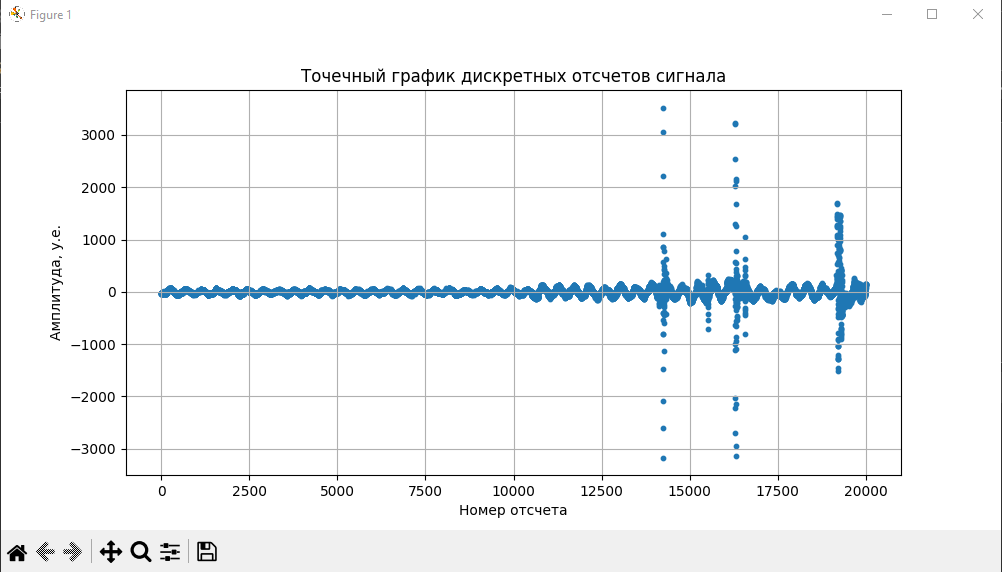 Figure 1
Точечный график дискретных отсчетов сигнала
Амплитуда, у.е.
3000
2000
1000
0
−1000
−2000
−3000
0 2500 5000 7500 10000 12500 15000 17500 20000
Номер отсчета